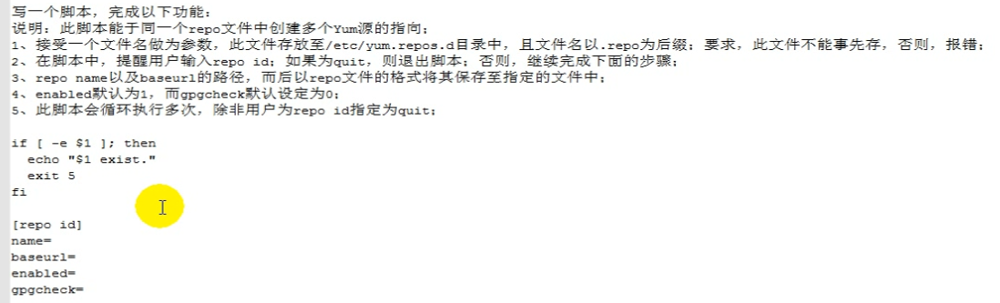 写一个脚本，完成以下功能：
说明：此脚本能于同一个repo文件中创建多个Yum源的指向；
1、接受一个文件名做为参数，此文件存放至/etc/yum.repos.d目录中，且文件名以.repo为后缀；要求，此文件不能事先存，否则，报错；
2、在脚本中，提醒用户输入repo id；如果为quit，则退出脚本；否则，继续完成下面的步骤；
3、repo name以及baseurl的路径，而后以repo文件的格式将其保存至指定的文件中；
4、enabled默认为1，而gpgcheck默认设定为0；
5、此脚本会循环执行多次，除非用户为repo id指定为quit；
if [ -e $1 ]; then
echo "$1 exist."
exit 5
fi
[repo id]
name=
baseurl=
enabled=
gpgcheck=